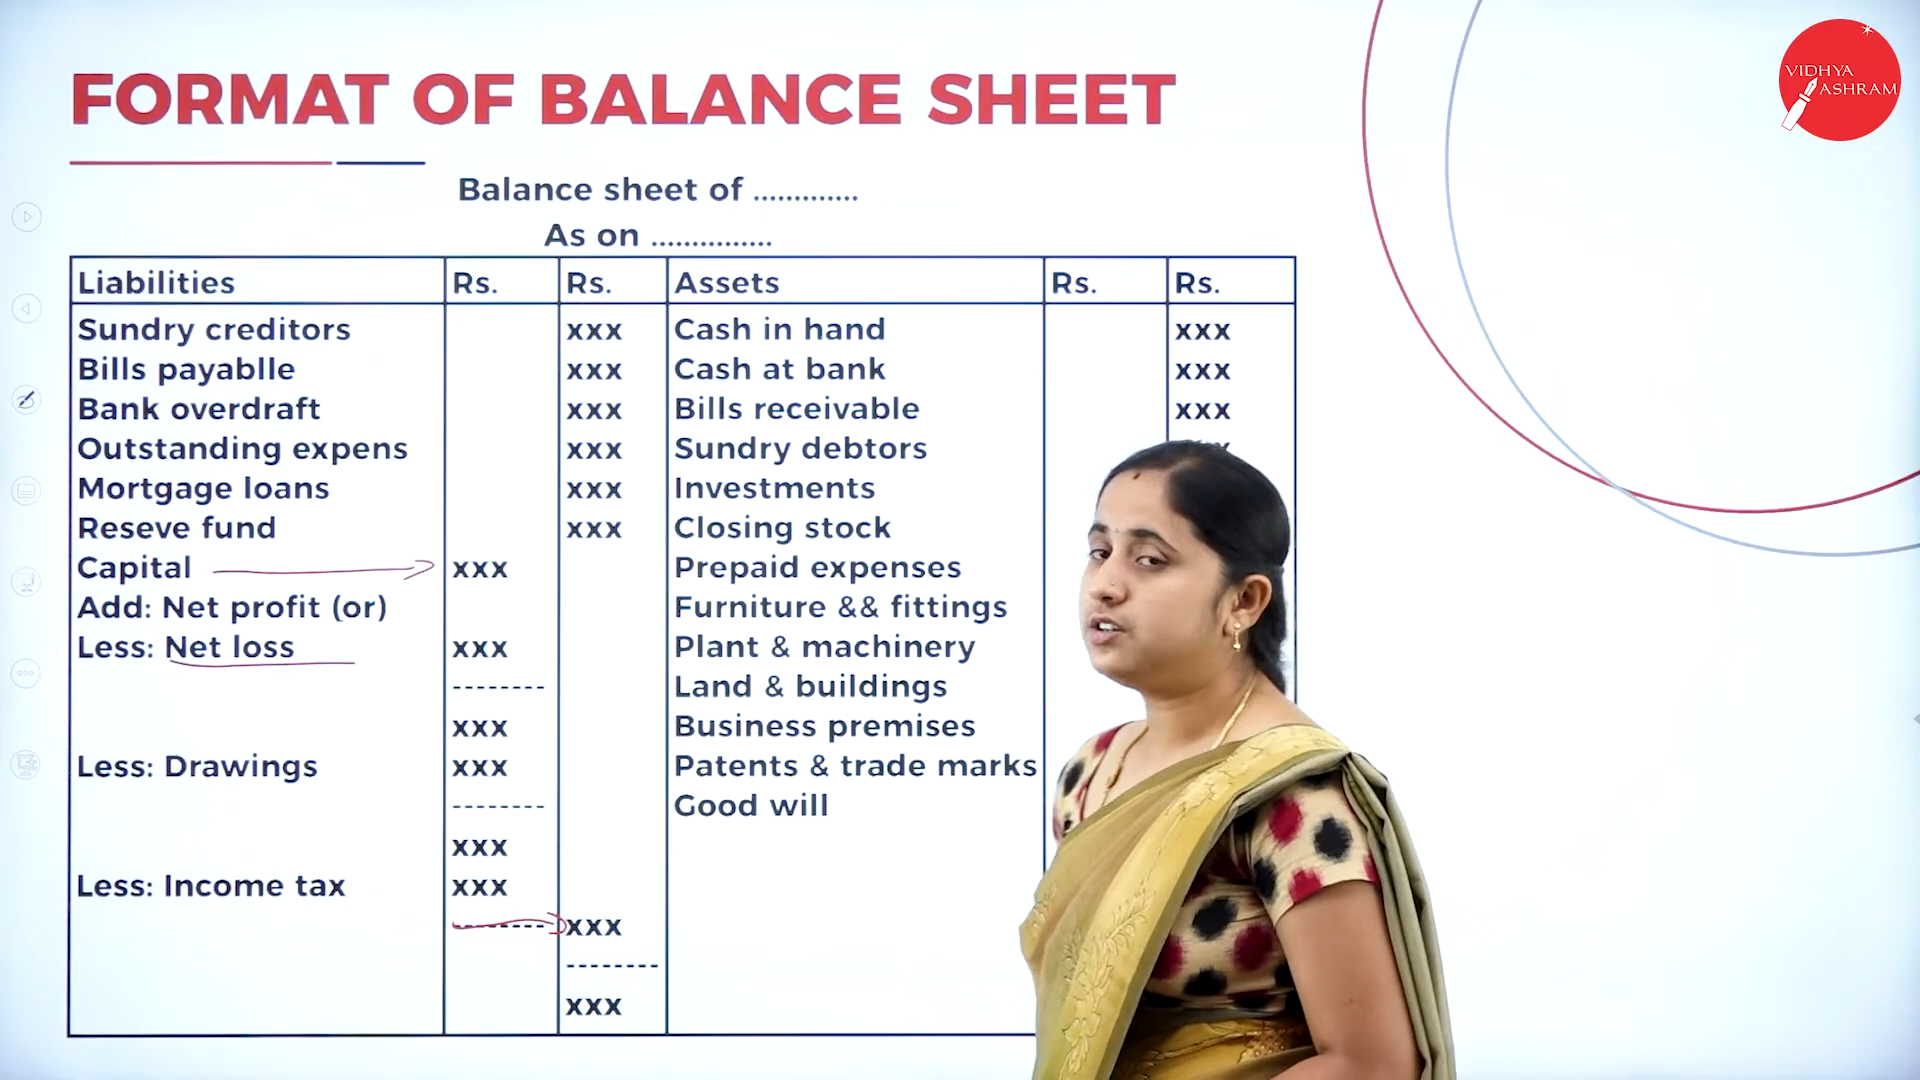 FORMAT OF BALANCE SHEET
VIDHYA
ASHRAM
Balance sheet of .............
As on ...............
Liabilities Rs. Rs. Assets Rs. Rs.
Sundry creditors xxx Cash in hand xxx
Bills payablle xxx Cash at bank xxx
Bank overdraft xxx Bills receivable xxx
Outstanding expens xxx Sundry debtors
Mortgage loans xxx Investments
Reseve fund xxx Closing stock
Capital xxx Prepaid expenses
Add: Net profit (or) Furniture && fittings
Less: Net loss xxx Plant & machinery
-------- Land & buildings
xxx Business premises
Less: Drawings xxx Patents & trade marks
-------- Good will
xxx
Less: Income tax xxx
-------- xxx
--------
xxx